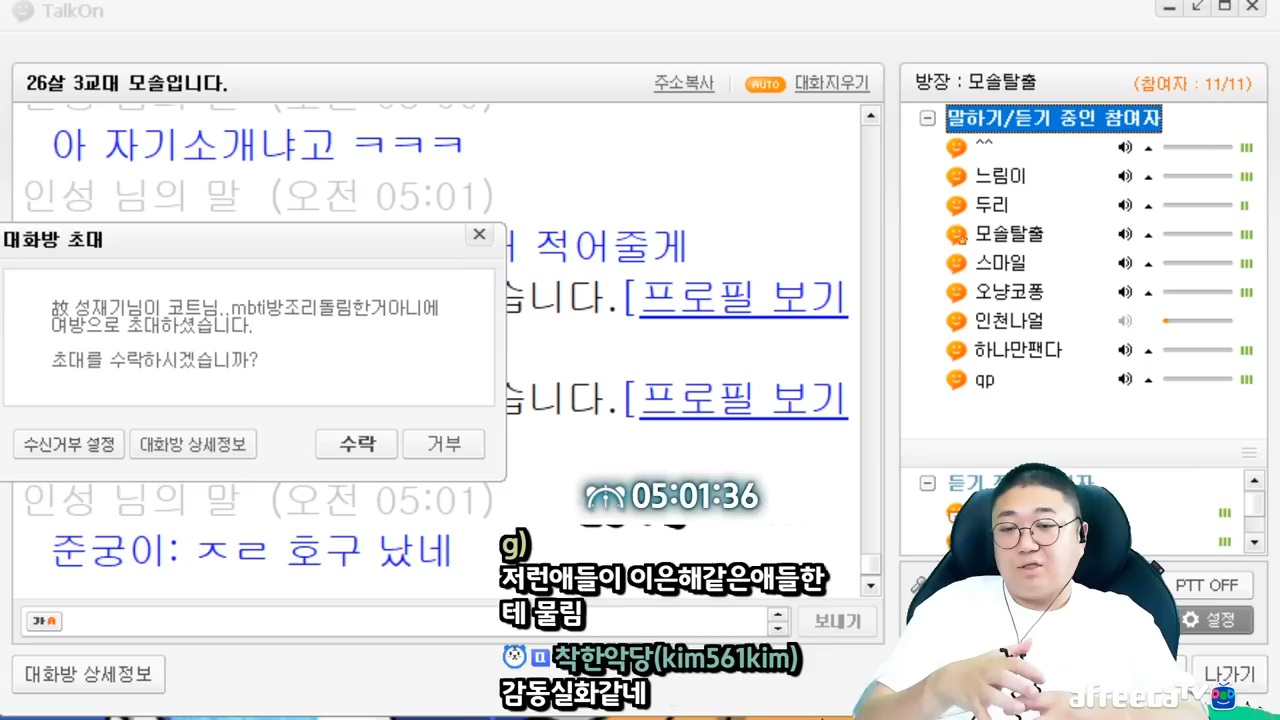 TalkOn
26살 3교대 모솔입니다.
주소복사
AUTO
대화지우기
아 자기소개냐고 ㅋㅋㅋ
인성 님의 말 (오전 05:01)
적어줄게
습니다.[프로필 보기
습니다.[프로필 보기
대화방 초대
故 성재기님이 코트님..mbti방조리돌림한거아니에
여방으로 초대하셨습니다.
초대를 수락하시겠습니까?
수신거부 설정
대화방 상세정보
수락
거부
인성 님의 말 (오전 05:01)
준궁이: ㅈㄹ 호구 났네
가
보내기
대화방 상세정보
방장 : 모솔탈출
(참여자 : 11/11)
말하기/듣기 중인 참여자
^^
느림이
두리
모솔탈출
스마일
오냥코퐁
인천나얼
하나만팬다
qp
듣기
PTT OFF
설정
나가기
05:01:36
g)
저런애들이 이은해같은애들한
테 물림
착한악당(kim561kim)
감동실화같네
afreecaTV